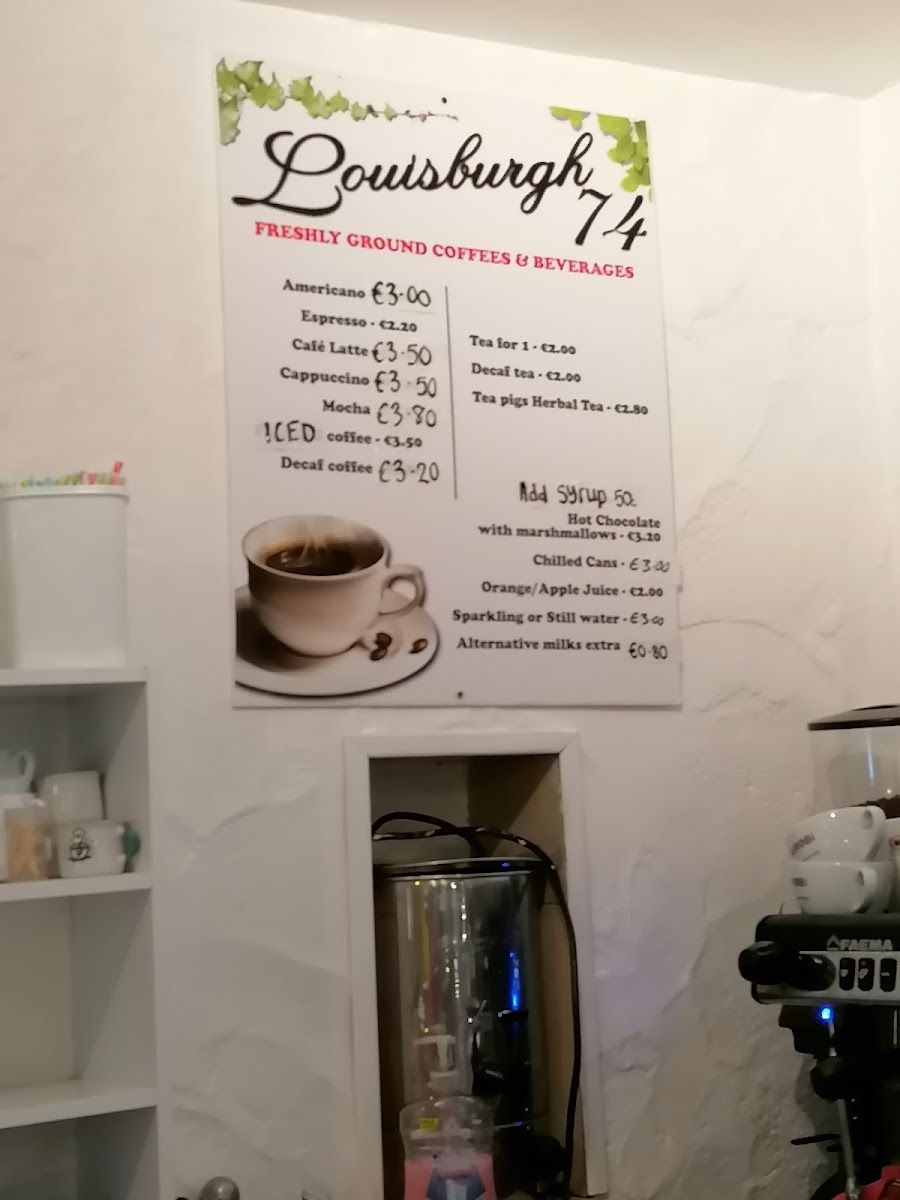 Louisburgh
74
FRESHLY GROUND COFFEES & BEVERAGES
Americano €3.00
Espresso - €2.20
Café Latte €3.50
Cappuccino €3.50
Mocha €3.80
ICED coffee - €3.50
Decaf coffee €3.20
Tea for 1 - €2.00
Decaf tea - €2.00
Tea pigs Herbal Tea - €2.80
Add syrup 50c
Hot Chocolate
with marshmallows - €3.20
Chilled Cans - €3.00
Orange/Apple Juice - €2.00
Sparkling or Still water - €3.00
Alternative milks extra €0.80
FAEMA